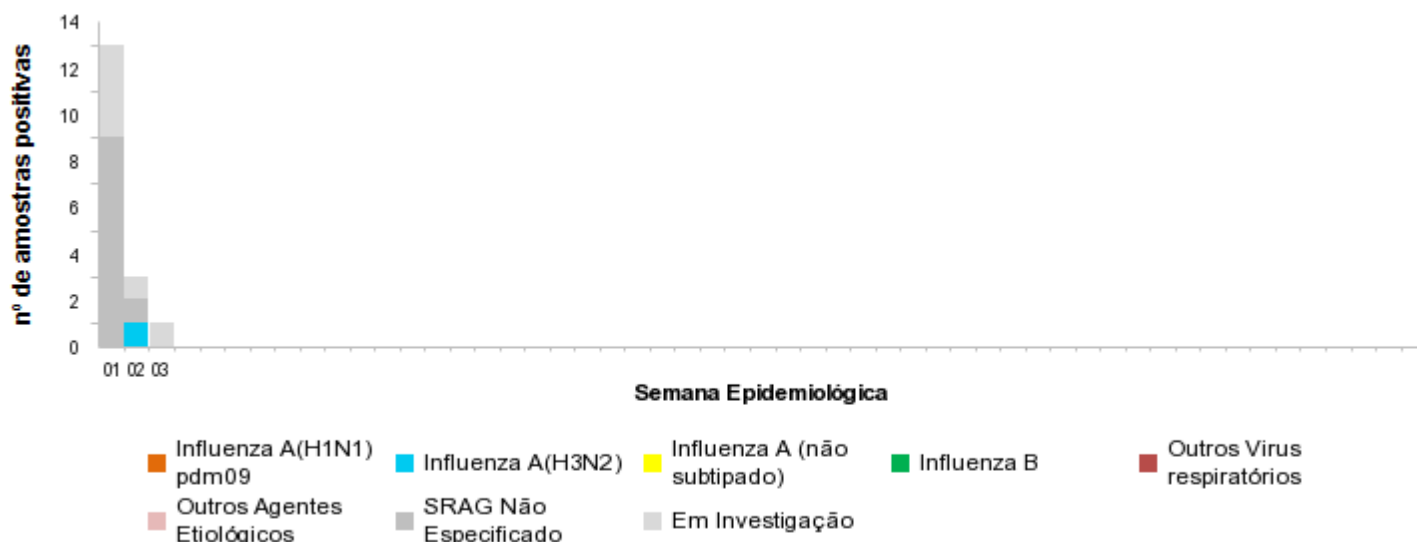 nº de amostras positivas
14
12
10
8
6
4
2
0
01 02 03
Semana Epidemiológica
Influenza A(H1N1)
pdm09
Influenza A(H3N2)
Influenza A (não
subtipado)
Influenza B
Outros Virus
respiratórios
Outros Agentes
Etiológicos
SRAG Não
Especificado
Em Investigação